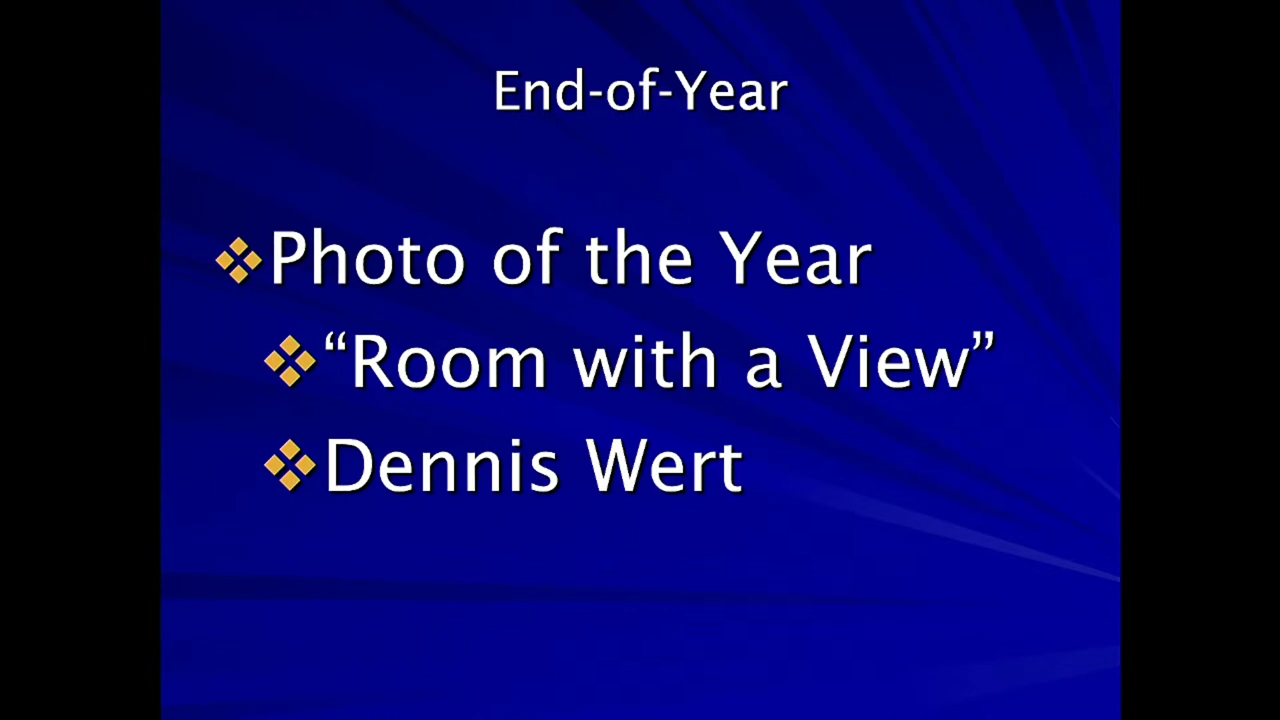 End-of-Year
Photo of the Year
“Room with a View”
Dennis Wert